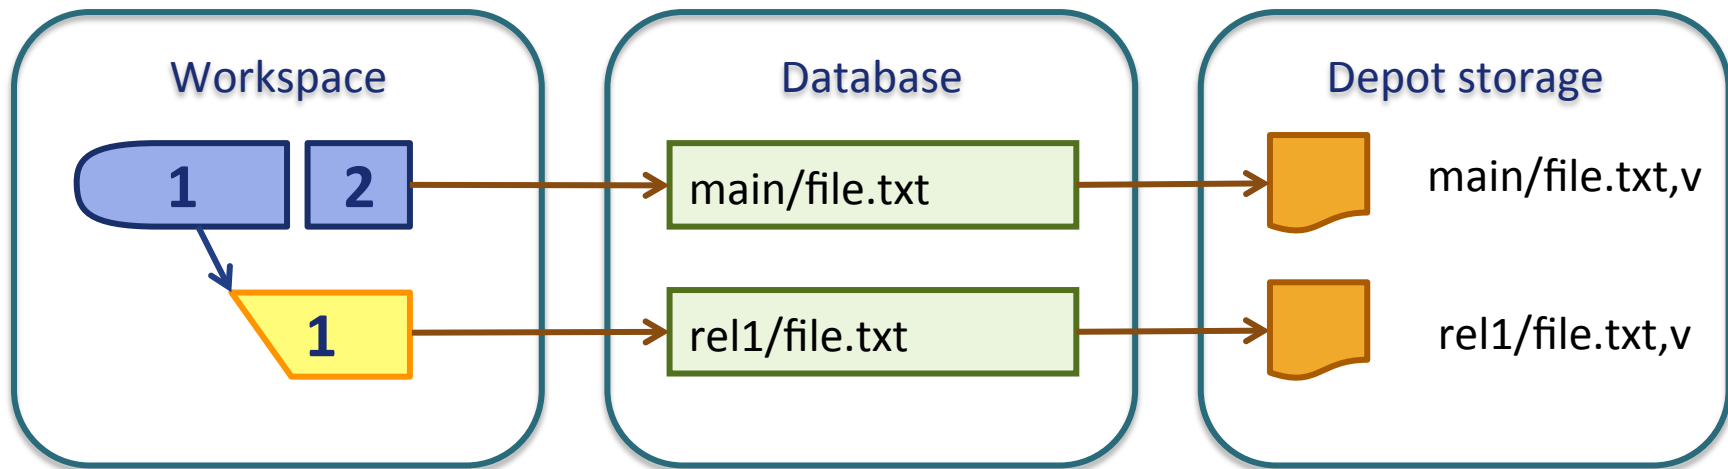 Workspace
Database
Depot storage
1 2
main/file.txt
main/file.txt,v
1
rel1/file.txt
rel1/file.txt,v